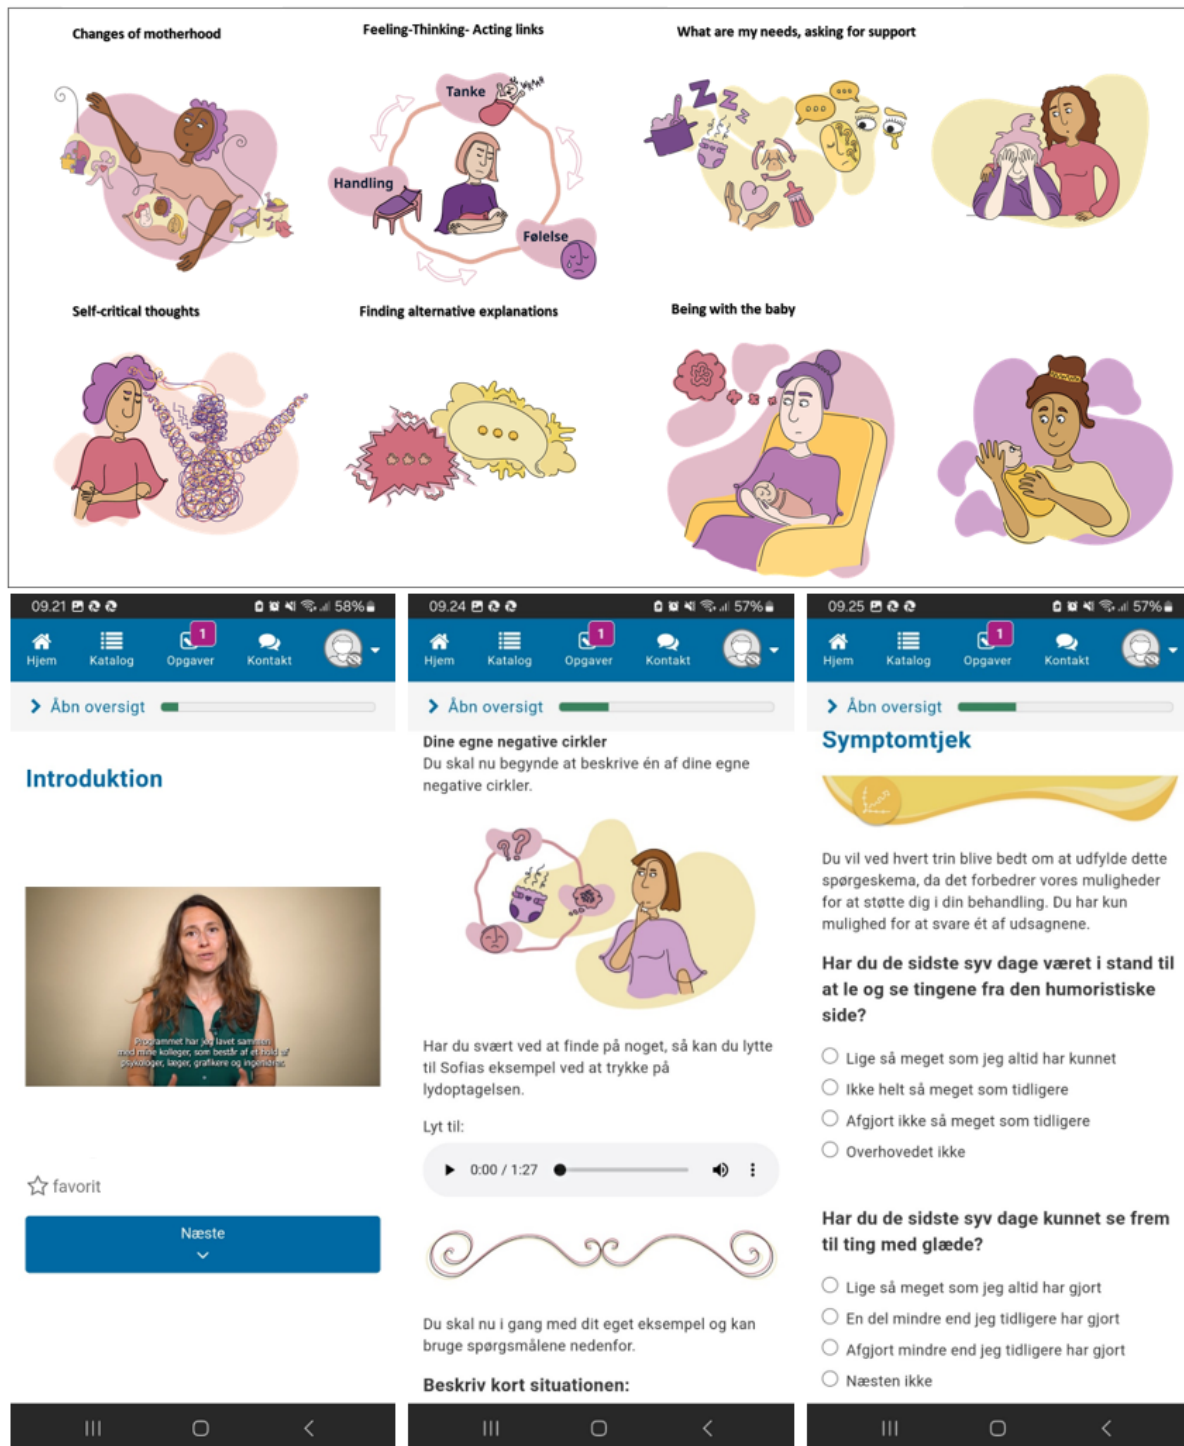 Changes of motherhood
Feeling-Thinking- Acting links
What are my needs, asking for support
Tanke
WAAAH
Handling
Følelse
Z
Z
Z
Z
Self-critical thoughts
Finding alternative explanations
Being with the baby
09.21
58%
Hjem
Katalog
1
Opgaver
Kontakt
Åbn oversigt
Introduktion
Programmet har jeg lavet sammen
med mine kolleger, som består af et hold af
psykologer, læger, grafikere og ingeniører.
favorit
Næste
09.24
57%
Hjem
Katalog
1
Opgaver
Kontakt
Åbn oversigt
Dine egne negative cirkler
Du skal nu begynde at beskrive én af dine egne
negative cirkler.
??
Har du svært ved at finde på noget, så kan du lytte
til Sofias eksempel ved at trykke på
lydoptagelsen.
Lyt til:
0:00 / 1:27
Du skal nu i gang med dit eget eksempel og kan
bruge spørgsmålene nedenfor.
Beskriv kort situationen:
09.25
57%
Hjem
Katalog
1
Opgaver
Kontakt
Åbn oversigt
Symptomtjek
Du vil ved hvert trin blive bedt om at udfylde dette
spørgeskema, da det forbedrer vores muligheder
for at støtte dig i din behandling. Du har kun
mulighed for at svare ét af udsagnene.
Har du de sidste syv dage været i stand til
at le og se tingene fra den humoristiske
side?
Lige så meget som jeg altid har kunnet
Ikke helt så meget som tidligere
Afgjort ikke så meget som tidligere
Overhovedet ikke
Har du de sidste syv dage kunnet se frem
til ting med glæde?
Lige så meget som jeg altid har gjort
En del mindre end jeg tidligere har gjort
Afgjort mindre end jeg tidligere har gjort
Næsten ikke